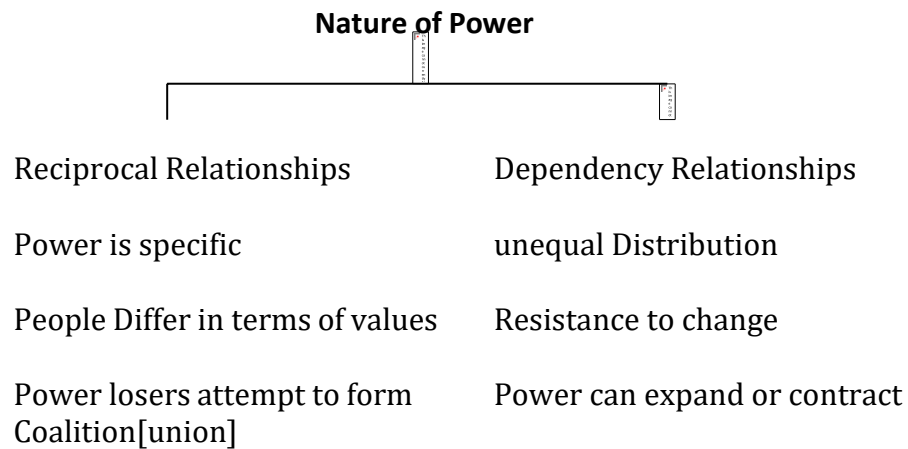 Nature of Power
Reciprocal Relationships
Dependency Relationships
Power is specific
unequal Distribution
People Differ in terms of values
Resistance to change
Power losers attempt to form
Coalition[union]
Power can expand or contract